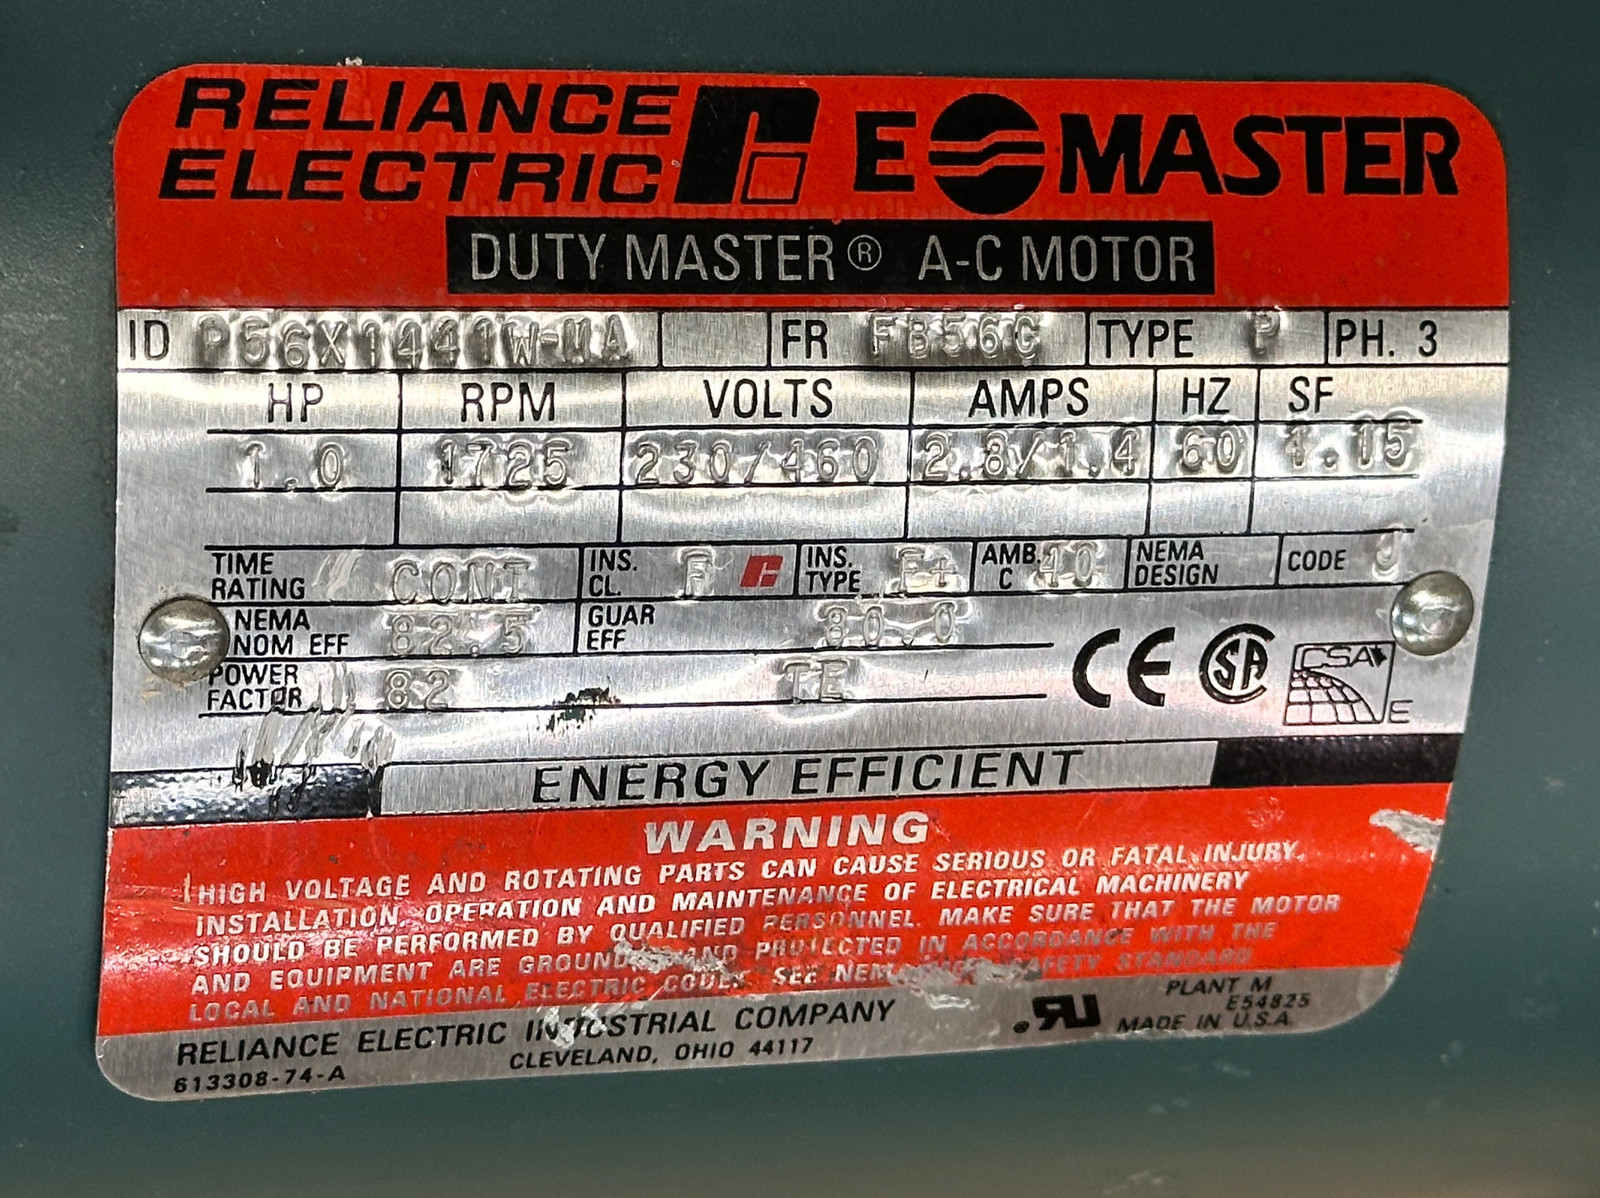 RELIANCE
ELECTRIC
E MASTER
DUTY MASTER® A-C MOTOR
ID P56X1441W-MA FR FB56C TYPE P PH. 3
HP RPM VOLTS AMPS HZ SF
1.0 1725 230/460 2.8/1.4 60 1.15
TIME RATING CONT INS. CL. F INS. TYPE F+ AMB. C 40 NEMA DESIGN CODE
NEMA NOM EFF 82.5 GUAR EFF 80.0
POWER FACTOR 82 TE
CE
CSA
CSA
E
ENERGY EFFICIENT
WARNING
HIGH VOLTAGE AND ROTATING PARTS CAN CAUSE SERIOUS OR FATAL INJURY.
INSTALLATION, OPERATION AND MAINTENANCE OF ELECTRICAL MACHINERY
SHOULD BE PERFORMED BY QUALIFIED PERSONNEL. MAKE SURE THAT THE MOTOR
AND EQUIPMENT ARE AND PROTECTED IN ACCORDANCE WITH THE
LOCAL AND NATIONAL ELECTRIC CODES. SEE SAFETY STANDARD
RELIANCE ELECTRIC INDUSTRIAL COMPANY
CLEVELAND, OHIO 44117
613308-74-A
PLANT M
E54825
MADE IN U.S.A.